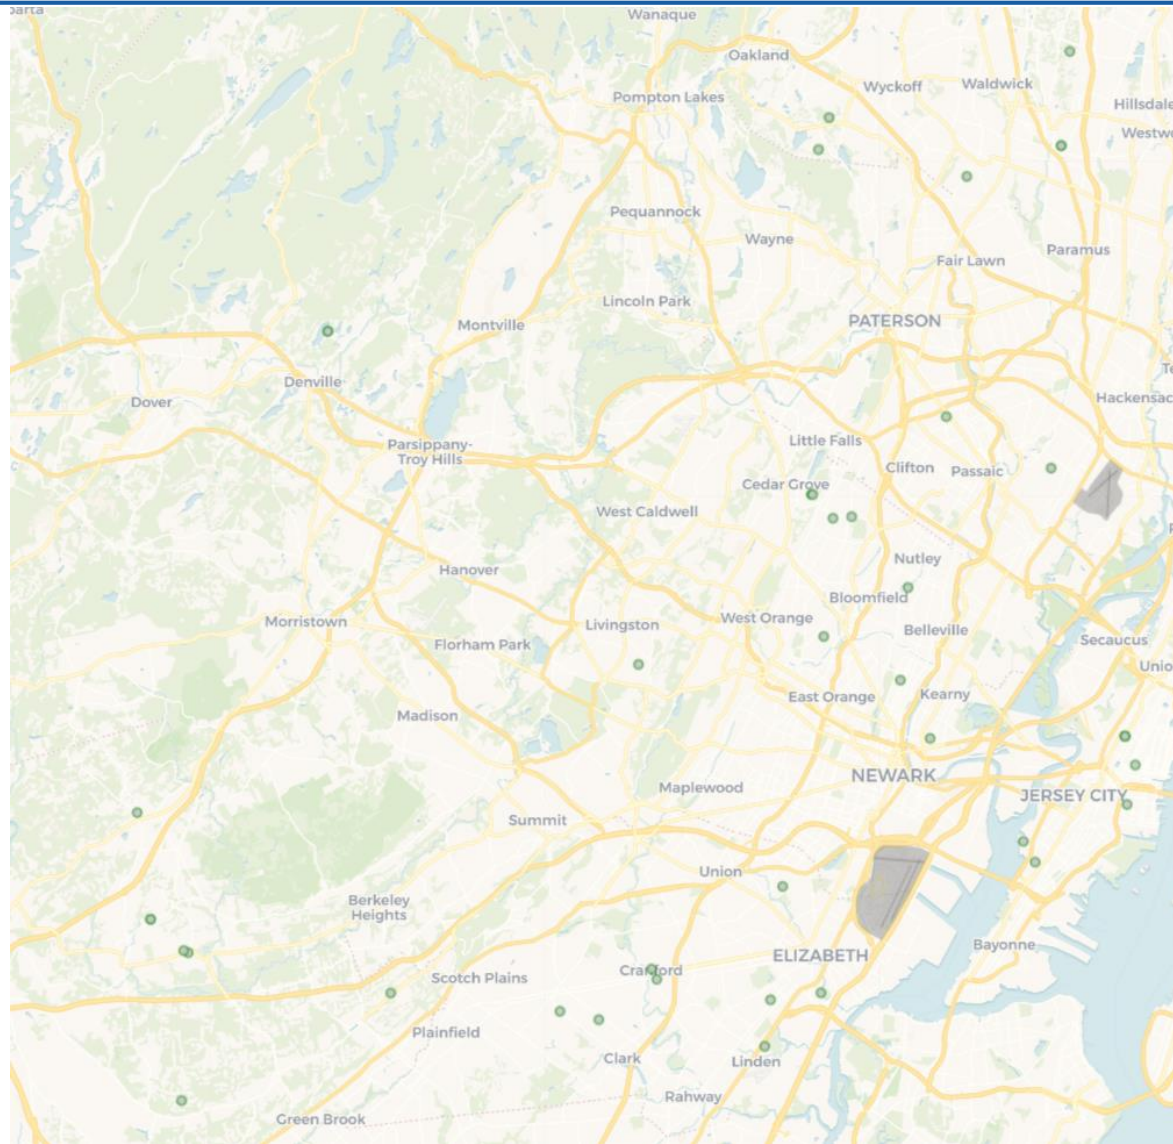 Wanaque
Oakland
Wyckoff
Waldwick
Pompton Lakes
Hillsdale
Pequannock
Wayne
Paramus
Fair Lawn
Lincoln Park
PATERSON
Montville
Denville
Dover
Hackensac
Little Falls
Parsippany-
Troy Hills
Clifton
Passaic
Cedar Grove
West Caldwell
Nutley
Hanover
Bloomfield
Morristown
Livingston
West Orange
Belleville
Secaucus
Florham Park
Unio
East Orange
Kearny
Madison
NEWARK
Maplewood
JERSEY CITY
Summit
Union
Berkeley
Heights
Bayonne
ELIZABETH
Cranford
Scotch Plains
Plainfield
Clark
Linden
Rahway
Green Brook